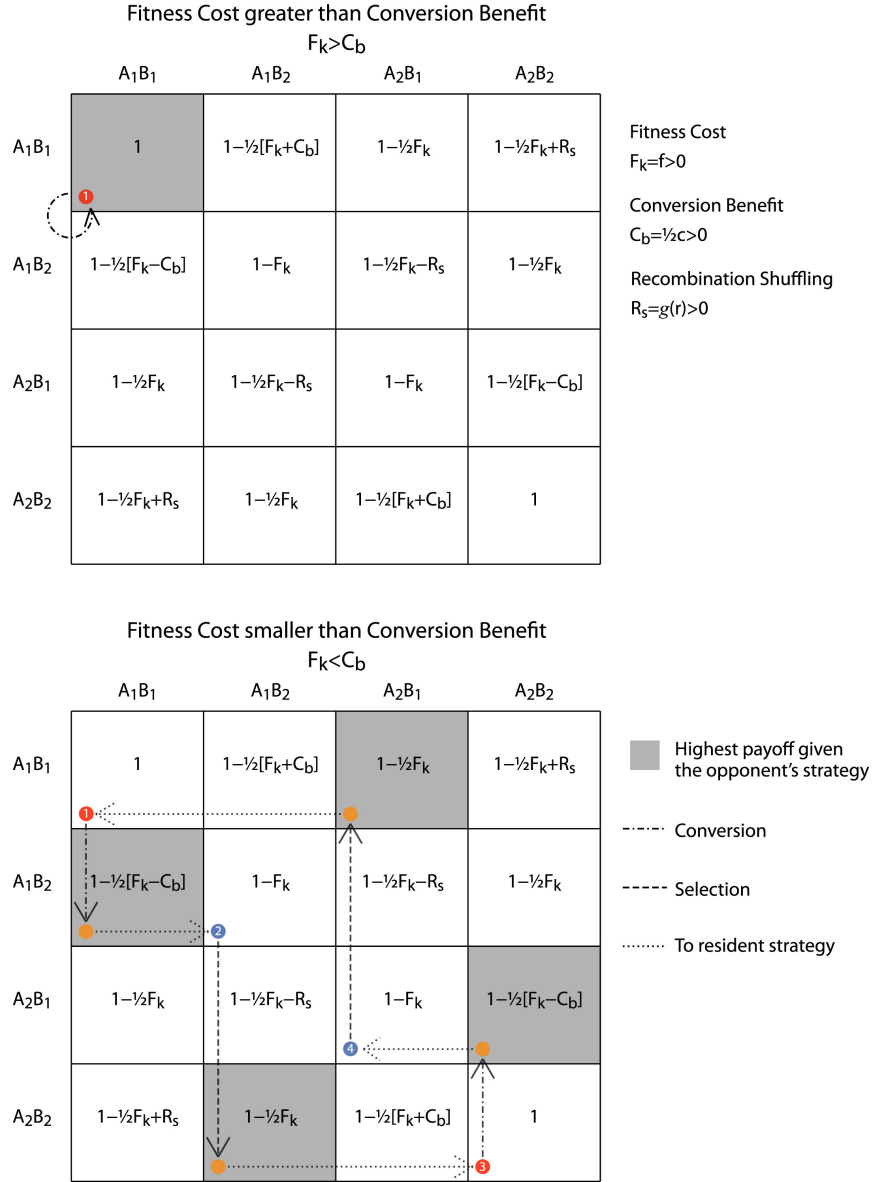 Fitness Cost greater than Conversion Benefit
Fk>Cb
A1B1 A1B2 A2B1 A2B2
A1B1 1 1−½[Fk+Cb] 1−½Fk 1−½Fk+Rs
1
A1B2 1−½[Fk−Cb] 1−Fk 1−½Fk−Rs 1−½Fk
A2B1 1−½Fk 1−½Fk−Rs 1−Fk 1−½[Fk−Cb]
A2B2 1−½Fk+Rs 1−½Fk 1−½[Fk+Cb] 1
Fitness Cost
Fk=f>0
Conversion Benefit
Cb=½c>0
Recombination Shuffling
Rs=g(r)>0
Fitness Cost smaller than Conversion Benefit
Fk<Cb
A1B1 A1B2 A2B1 A2B2
A1B1 1 1−½[Fk+Cb] 1−½Fk 1−½Fk+Rs
1
A1B2 1−½[Fk−Cb] 1−Fk 1−½Fk−Rs 1−½Fk
2
A2B1 1−½Fk 1−½Fk−Rs 1−Fk 1−½[Fk−Cb]
4
A2B2 1−½Fk+Rs 1−½Fk 1−½[Fk+Cb] 1
3
Highest payoff given
the opponent's strategy
Conversion
Selection
To resident strategy